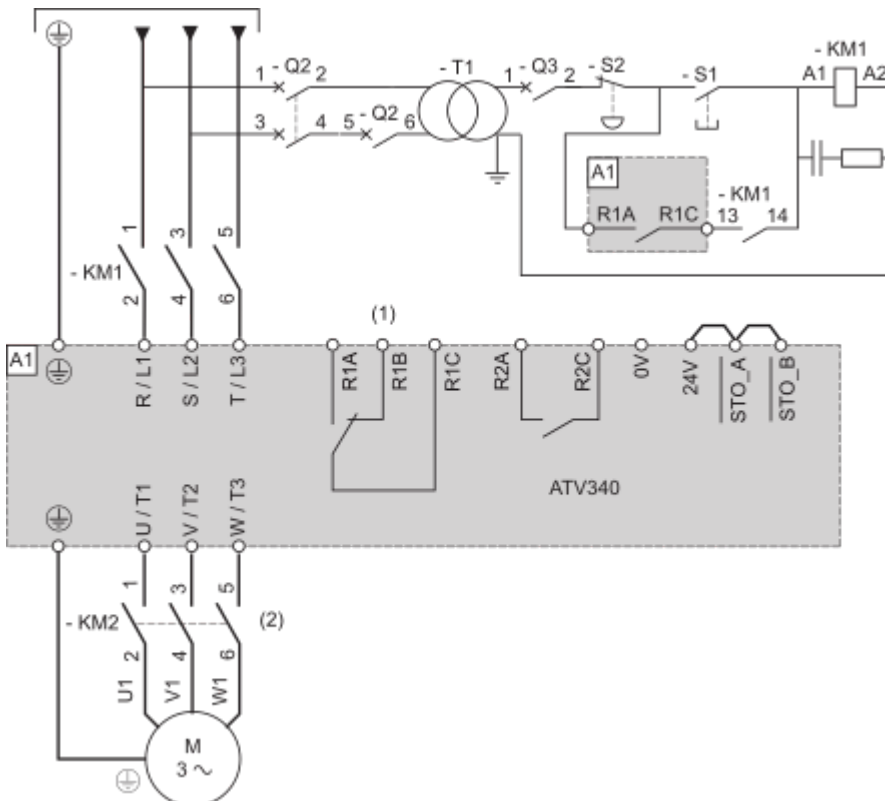 1 - Q2 2
- T1
1 - Q3 2
- S2
- S1
- KM1
A1 A2
3 4 5 - Q2 6
A1
R1A R1C
- KM1
13 14
1 3 5
- KM1
2 4 6
(1)
A1
R / L1
S / L2
T / L3
R1A
R1B
R1C
R2A
R2C
0V
24V
STO_A
STO_B
ATV340
U / T1
V / T2
W / T3
1 3 5
- KM2
(2)
2 4 6
U1
V1
W1
M
3 ~